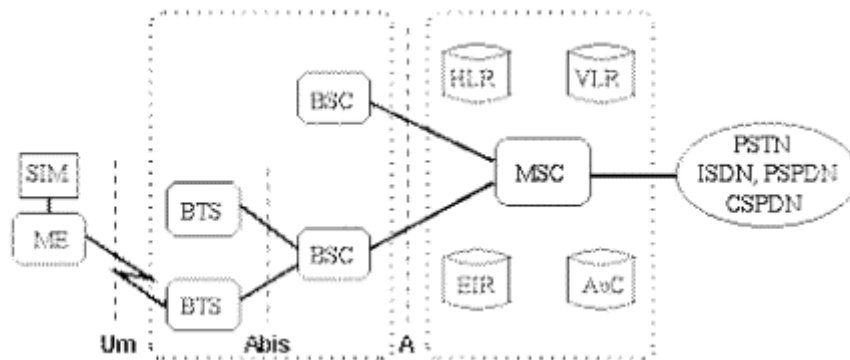 HLR
VLR
BSC
PSTN
ISDN, PSPDN
CSPDN
MSC
SIM
ME
BTS
BSC
BTS
EIR
AuC
Um
Abis
A